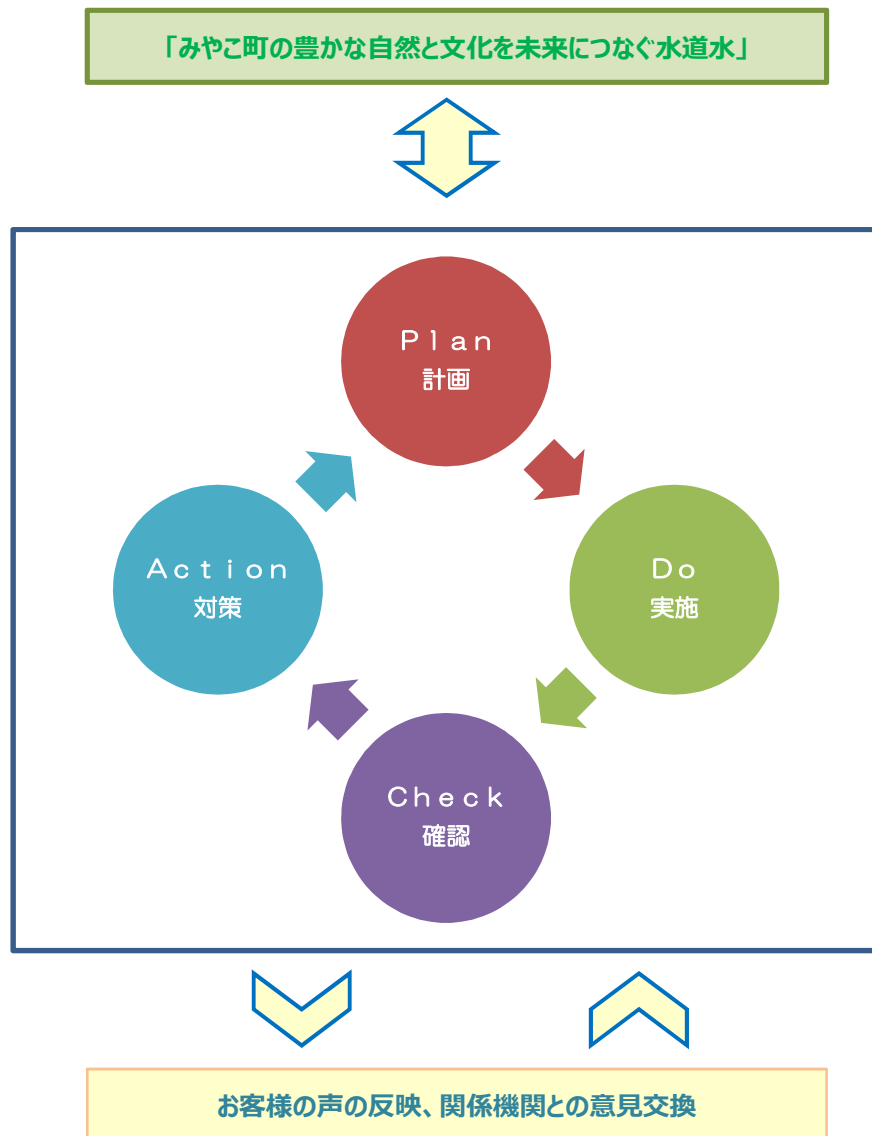 「みやこ町の豊かな自然と文化を未来につなぐ水道水」
Ｐｌａｎ
計画
Ａｃｔｉｏｎ
対策
Ｄｏ
実施
Ｃｈｅｃｋ
確認
お客様の声の反映、関係機関との意見交換